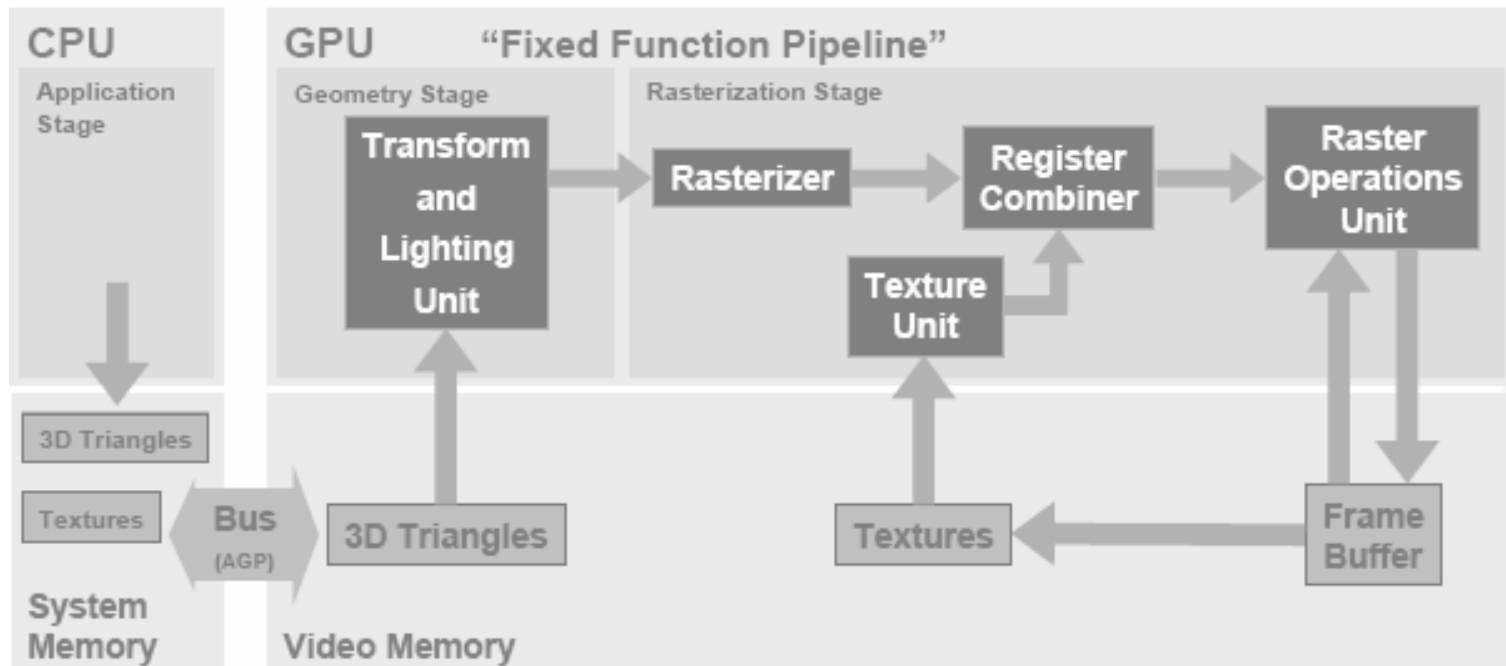 CPU
Application
Stage
GPU
“Fixed Function Pipeline”
Geometry Stage
Transform
and
Lighting
Unit
Rasterization Stage
Rasterizer
Register
Combiner
Texture
Unit
Raster
Operations
Unit
3D Triangles
Textures
System
Memory
Bus
(AGP)
3D Triangles
Textures
Frame
Buffer
Video Memory